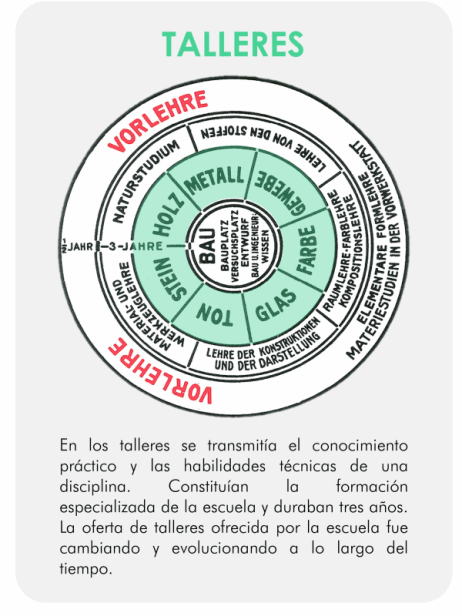 TALLERES
VORLEHRE
NATURSTUDIUM
LEHRE VON DEN STOFFEN
ELEMENTARE FORMLEHRE
MATERIESTUDIEN IN DER VORWERKSTATT
RAUMLEHRE-FARBLEHRE
KOMPOSITIONSLEHRE
LEHRE DER KONSTRUKTIONEN
UND DER DARSTELLUNG
MATERIAL-UND
WERKZEUGLEHRE
VORLEHRE
½JAHR
3-JAHRE
HOLZ
METALL
GEWEBE
FARBE
GLAS
TON
STEIN
BAU
BAUPLATZ
VERSUCHSPLATZ
ENTWURF
BAU U.INGENIEUR-
WISSEN
En los talleres se transmitía el conocimiento
práctico y las habilidades técnicas de una
disciplina. Constituían la formación
especializada de la escuela y duraban tres años.
La oferta de talleres ofrecida por la escuela fue
cambiando y evolucionando a lo largo del
tiempo.